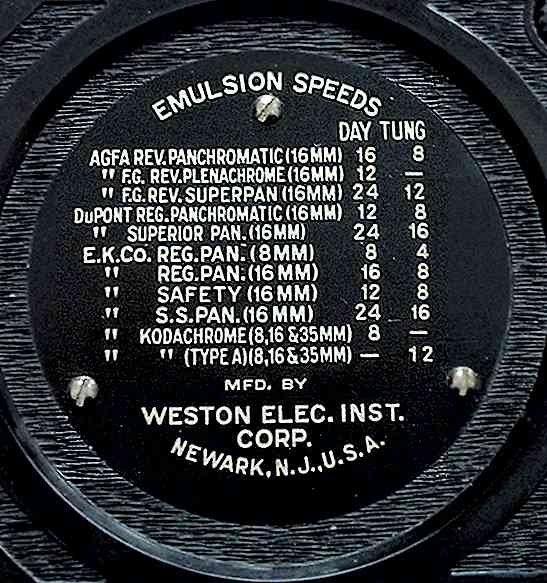 EMULSION SPEEDS
DAY TUNG
AGFA REV. PANCHROMATIC (16MM) 16 8
" F.G. REV. PLENACHROME (16MM) 12 —
" F.G. REV. SUPERPAN (16MM) 24 12
DuPONT REG. PANCHROMATIC (16MM) 12 8
" SUPERIOR PAN. (16MM) 24 16
E.K.Co. REG. PAN. (8MM) 8 4
" REG. PAN. (16MM) 16 8
" SAFETY (16MM) 12 8
" S.S. PAN. (16MM) 24 16
" KODACHROME (8,16 & 35MM) 8 —
" " (TYPE A) (8,16 & 35MM) — 12
MFD. BY
WESTON ELEC. INST.
CORP.
NEWARK, N.J., U.S.A.